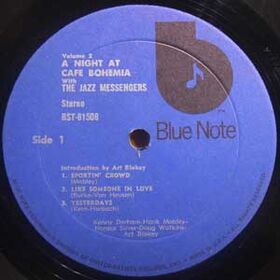 Volume 2
A NIGHT AT
CAFE BOHEMIA
With
THE JAZZ MESSENGERS
Stereo
BST-81508
Side 1
Blue Note
Introduction by Art Blakey
1. SPORTIN' CROWD
(Mobley)
2. LIKE SOMEONE IN LOVE
(Burke-Van Heusen)
3. YESTERDAYS
(Kern-Harbach)
Kenny Dorham-Hank Mobley-
Horace Silver-Doug Watkins-
Art Blakey